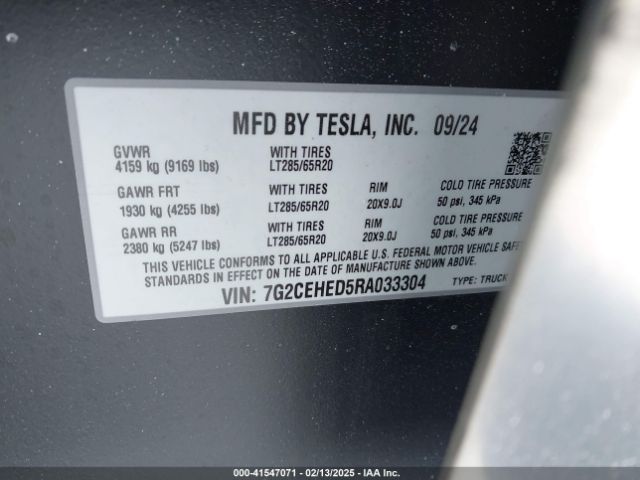 MFD BY TESLA, INC. 09/24
GVWR
4159 kg (9169 lbs)
WITH TIRES
LT285/65R20
GAWR FRT
1930 kg (4255 lbs)
WITH TIRES
LT285/65R20
RIM
20X9.0J
COLD TIRE PRESSURE
50 psi, 345 kPa
GAWR RR
2380 kg (5247 lbs)
WITH TIRES
LT285/65R20
RIM
20X9.0J
COLD TIRE PRESSURE
50 psi, 345 kPa
THIS VEHICLE CONFORMS TO ALL APPLICABLE U.S. FEDERAL MOTOR VEHICLE SAFE
STANDARDS IN EFFECT ON THE DATE OF MANUFACTURE SHOWN ABOVE.
VIN: 7G2CEHED5RA033304
TYPE: TRUCK
000-41547071 - 02/13/2025 - IAA Inc.